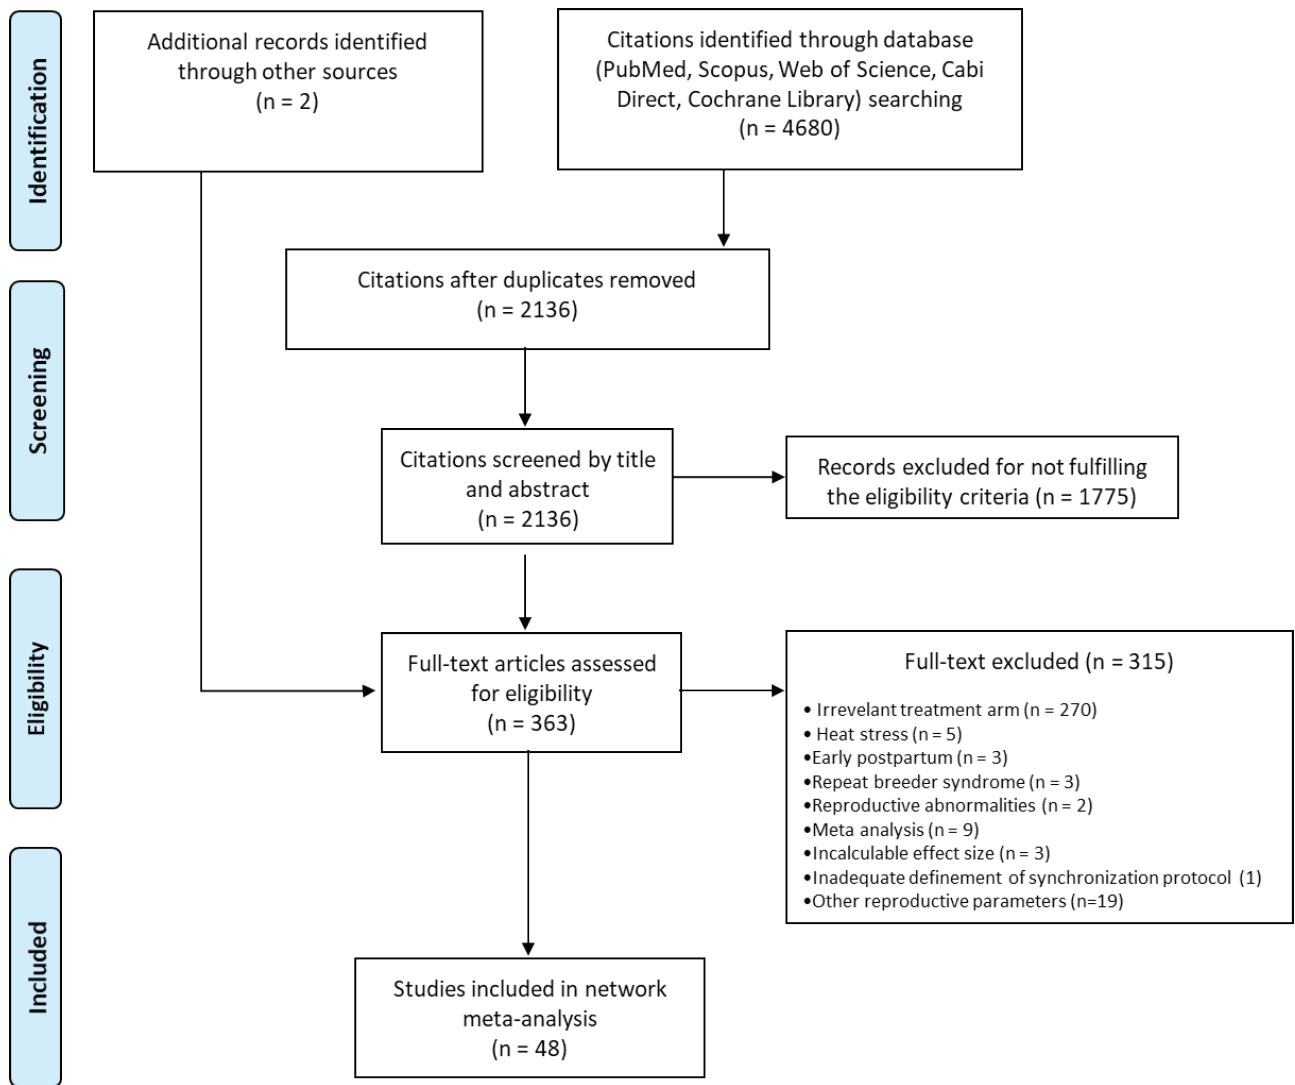 Identification
Additional records identified
through other sources
(n = 2)
Citations identified through database
(PubMed, Scopus, Web of Science, Cabi
Direct, Cochrane Library) searching
(n = 4680)
Citations after duplicates removed
(n = 2136)
Screening
Citations screened by title
and abstract
(n = 2136)
Records excluded for not fulfilling
the eligibility criteria (n = 1775)
Eligibility
Full-text articles assessed
for eligibility
(n = 363)
Full-text excluded (n = 315)
• Irrevelant treatment arm (n = 270)
• Heat stress (n = 5)
•Early postpartum (n = 3)
•Repeat breeder syndrome (n = 3)
•Reproductive abnormalities (n = 2)
•Meta analysis (n = 9)
•Incalculable effect size (n = 3)
•Inadequate definement of synchronization protocol (1)
•Other reproductive parameters (n=19)
Included
Studies included in network
meta-analysis
(n = 48)